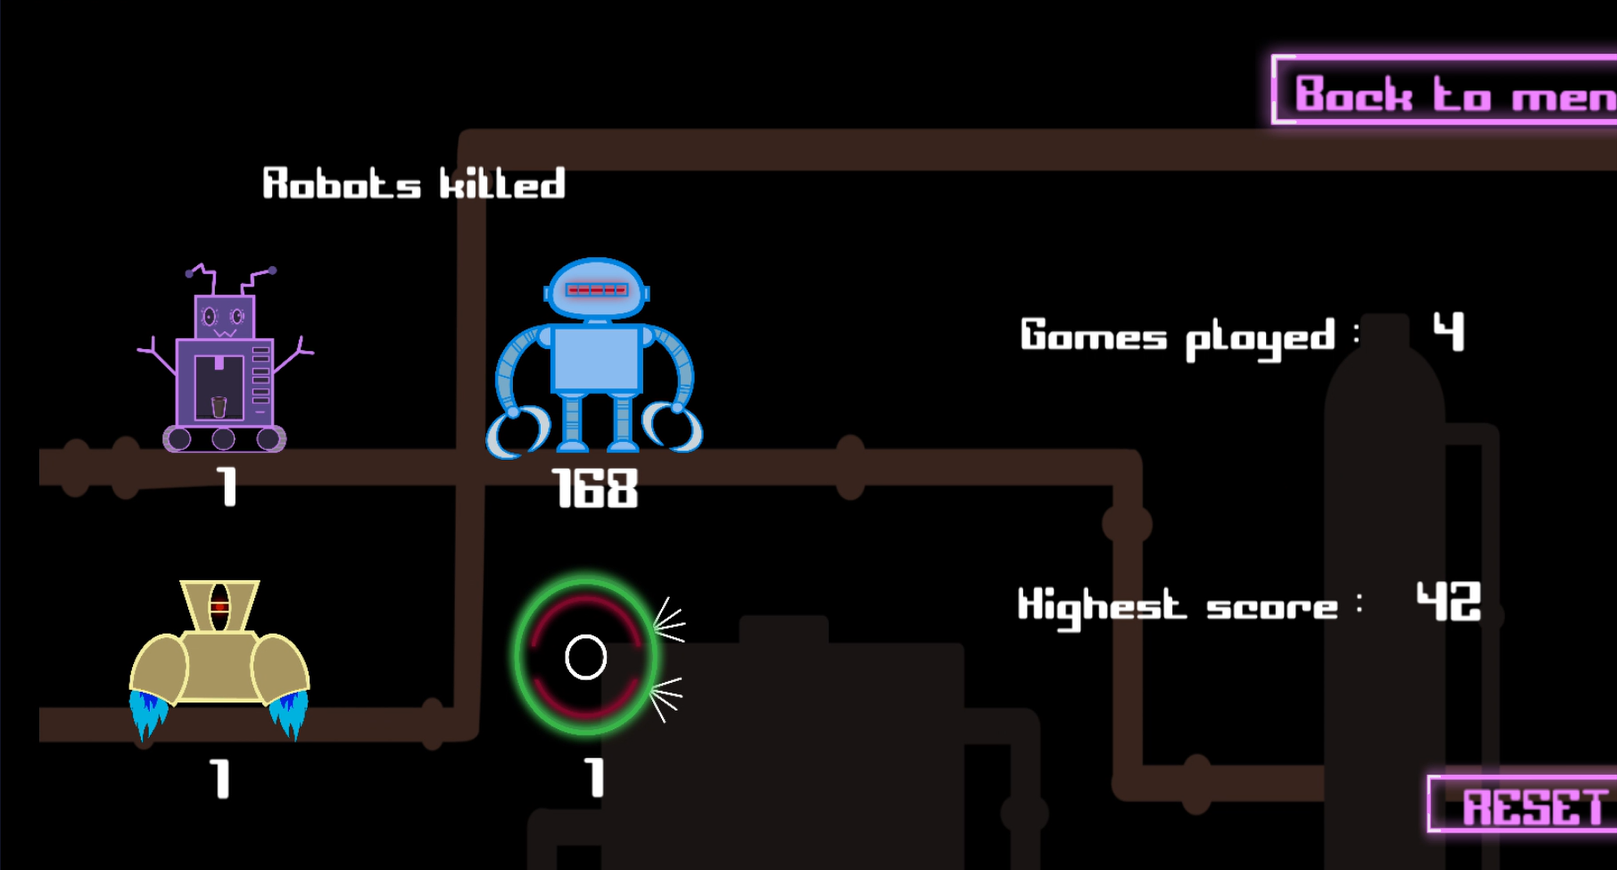 Back to men
Robots killed
Games played : 4
1 168
Highest score : 42
1 1
RESET